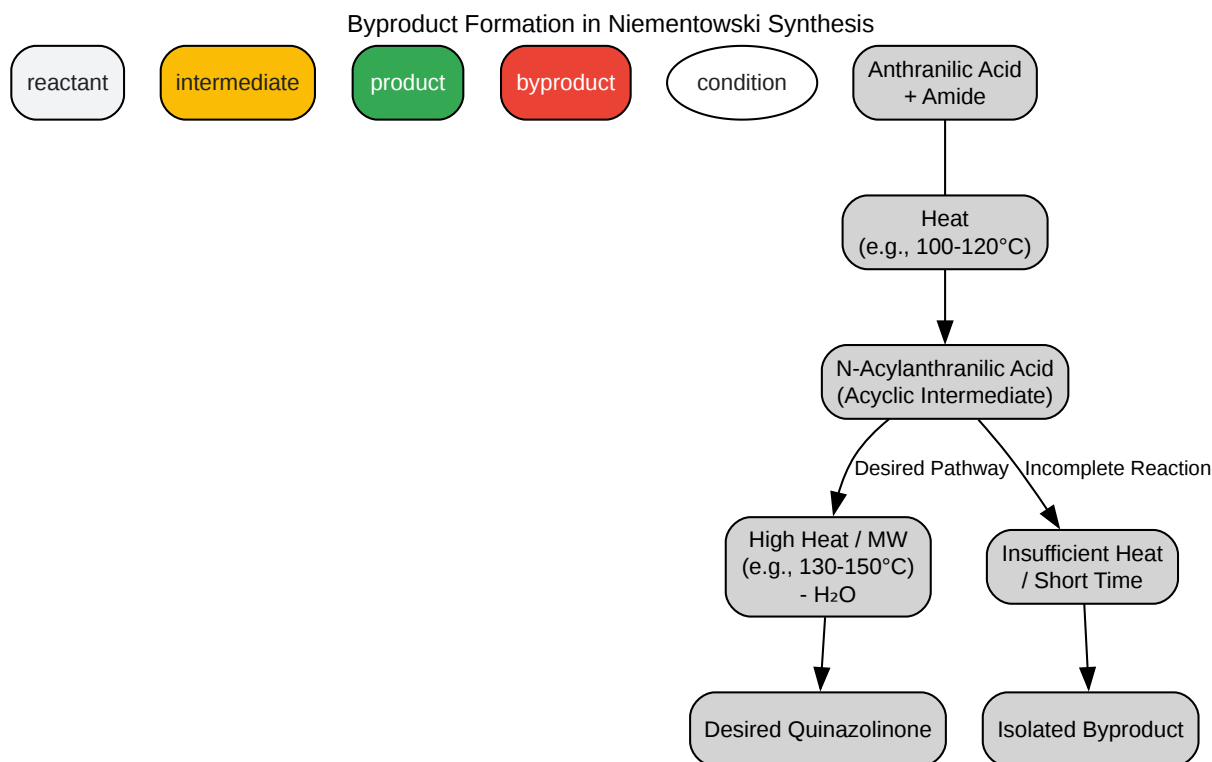 Byproduct Formation in Niementowski Synthesis
reactant
intermediate
product
byproduct
condition
Anthranilic Acid
+ Amide
Heat
(e.g., 100-120°C)
N-Acylanthranilic Acid
(Acyclic Intermediate)
Desired Pathway
Incomplete Reaction
High Heat / MW
(e.g., 130-150°C)
- H₂O
Insufficient Heat
/ Short Time
Desired Quinazolinone
Isolated Byproduct